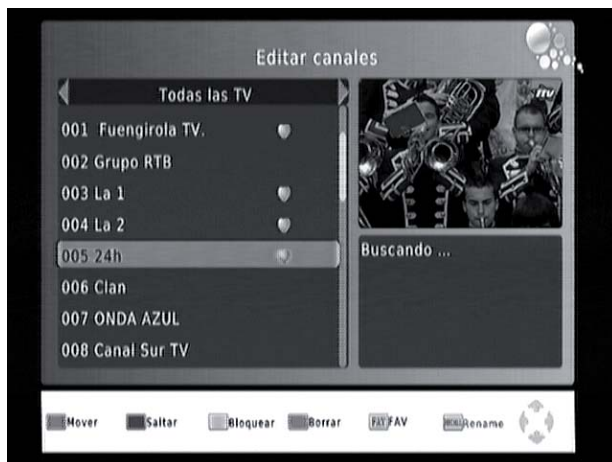 Editar canales
Todas las TV
001 Fuengirola TV.
002 Grupo RTB
003 La 1
004 La 2
005 24h
006 Clan
007 ONDA AZUL
008 Canal Sur TV
Buscando ...
Mover Saltar Bloquear Borrar FAV FAV Rename